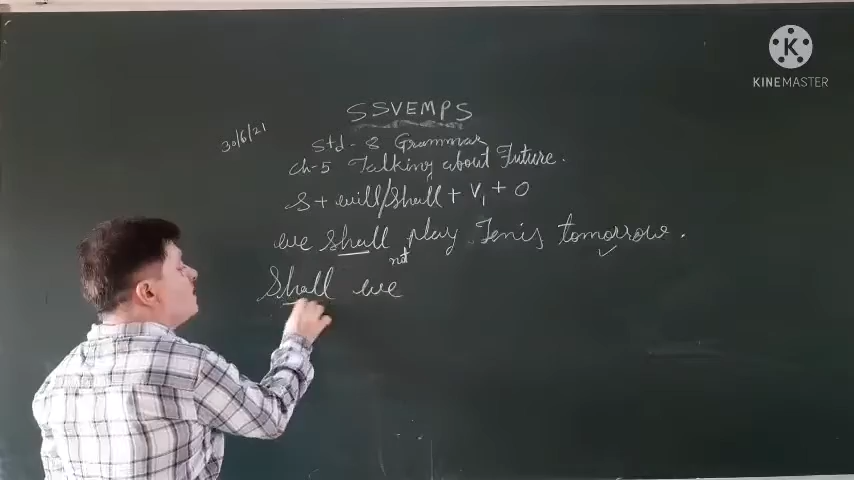 K
KINEMASTER
SSVEMPS
30/6/21
Std - 8 Grammar
Ch-5 Talking about Future.
S + will/Shall + V1 + O
we shall play Tenis tomorrow.
not
Shall we